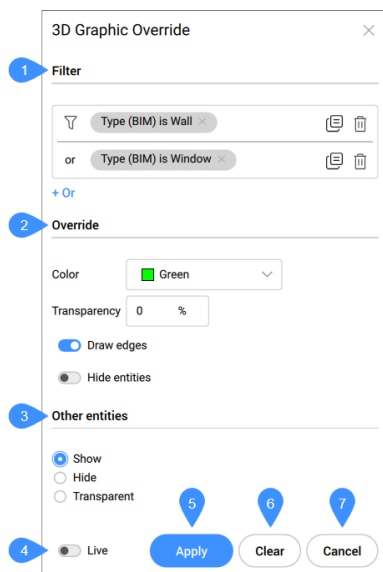 3D Graphic Override
1 Filter
Type (BIM) is Wall
or Type (BIM) is Window
+ Or
2 Override
Color Green
Transparency 0 %
Draw edges
Hide entities
3 Other entities
Show
Hide
Transparent
5 6 7
4 Live Apply Clear Cancel